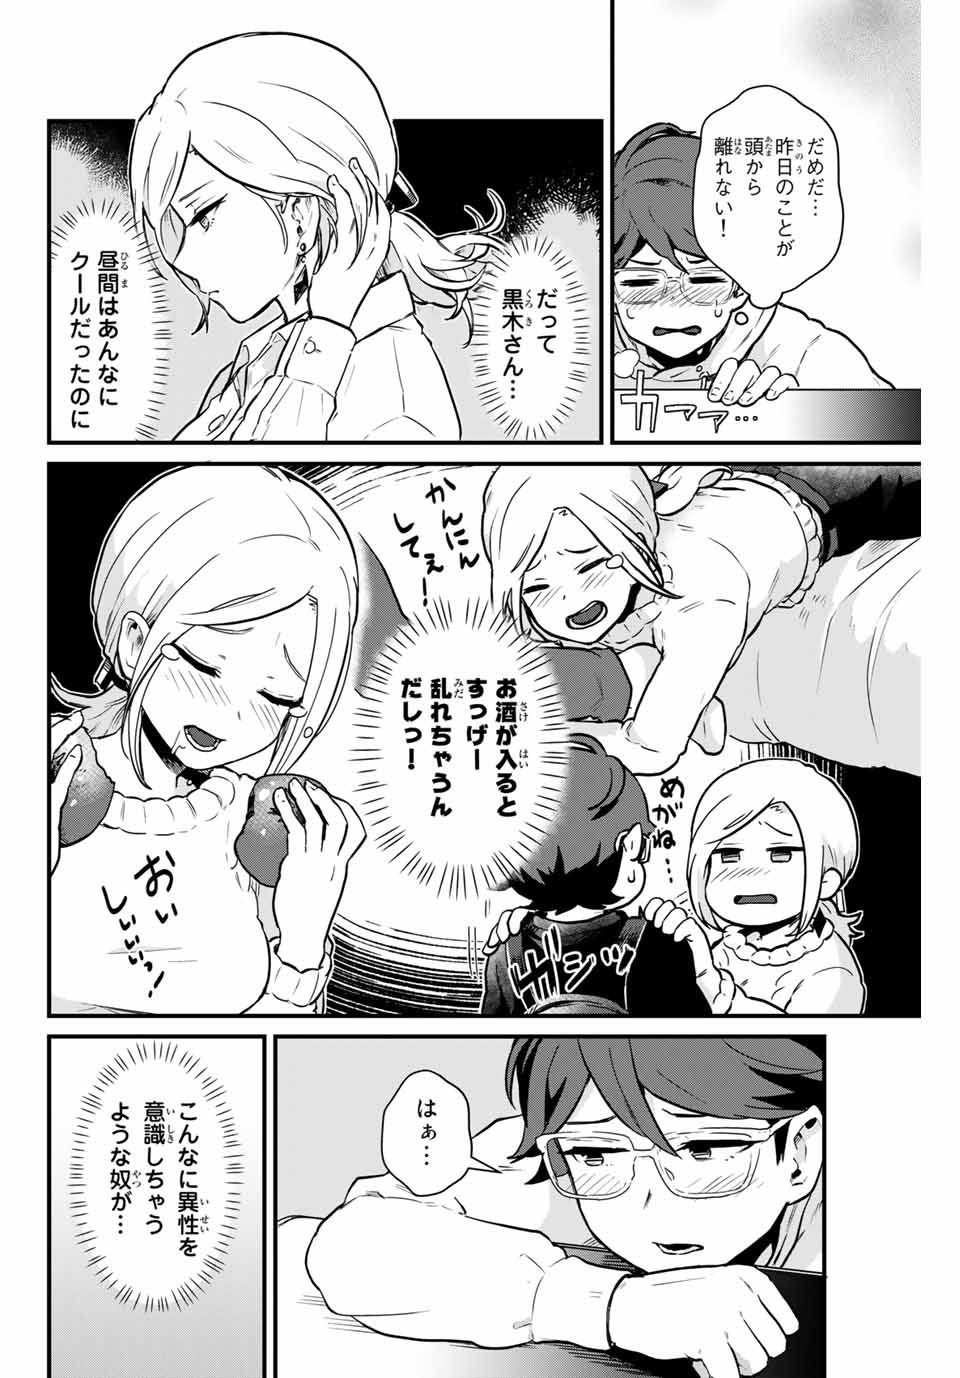 だめだ…
昨日のことが
頭から
離れない！
カァァァ…
だって
黒木さん…
昼間はあんなに
クールだったのに
かんにん
してぇ！
お酒が入ると
すっげー
乱れちゃうん
だしっ！
めがね…
ガシッ
おいしぃぃぃっ！
はぁ…
こんなに異性を
意識しちゃう
ような奴が…